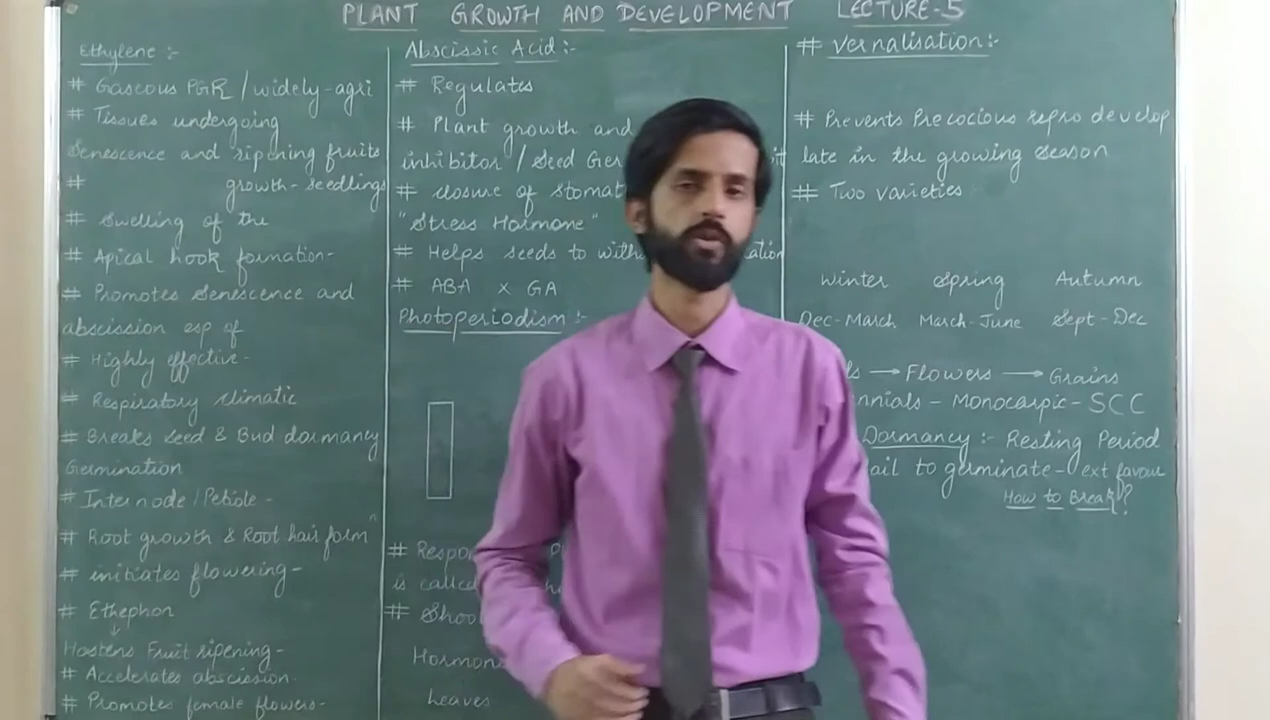 PLANT GROWTH AND DEVELOPMENT LECTURE-5
Ethylene :-
# Gaseous PGR / widely-agri
# Tissues undergoing
Senescence and ripening fruits
# growth-seedlings
# Swelling of the
# Apical hook formation-
# Promotes Senescence and
abscission esp of
# Highly effective-
# Respiratory climatic
# Breaks Seed & Bud dormancy
Germination
# Internode/Petiole -
# Root growth & Root hair form^n
# initiates flowering-
# Ethephon
↓
Hastens Fruit ripening-
# Accelerates abscission-
# Promotes female flowers-
Abscissic Acid:-
# Regulates
# Plant growth and
inhibitor / Seed Ger
# closure of stomat
"Stress Hormone"
# Helps seeds to with ation
# ABA x GA
Photoperiodism :-
# Respon
is called
# Shoo
Hormon
Leaves
# Vernalisation:-
# Prevents Precocious repro develop
late in the growing season
# Two varieties
Winter Spring Autumn
Dec-March March-June Sept-Dec
ls → Flowers → Grains
nnials - Monocarpic - SCC
Dormancy :- Resting Period
ail to germinate- ext favour
How to Break?